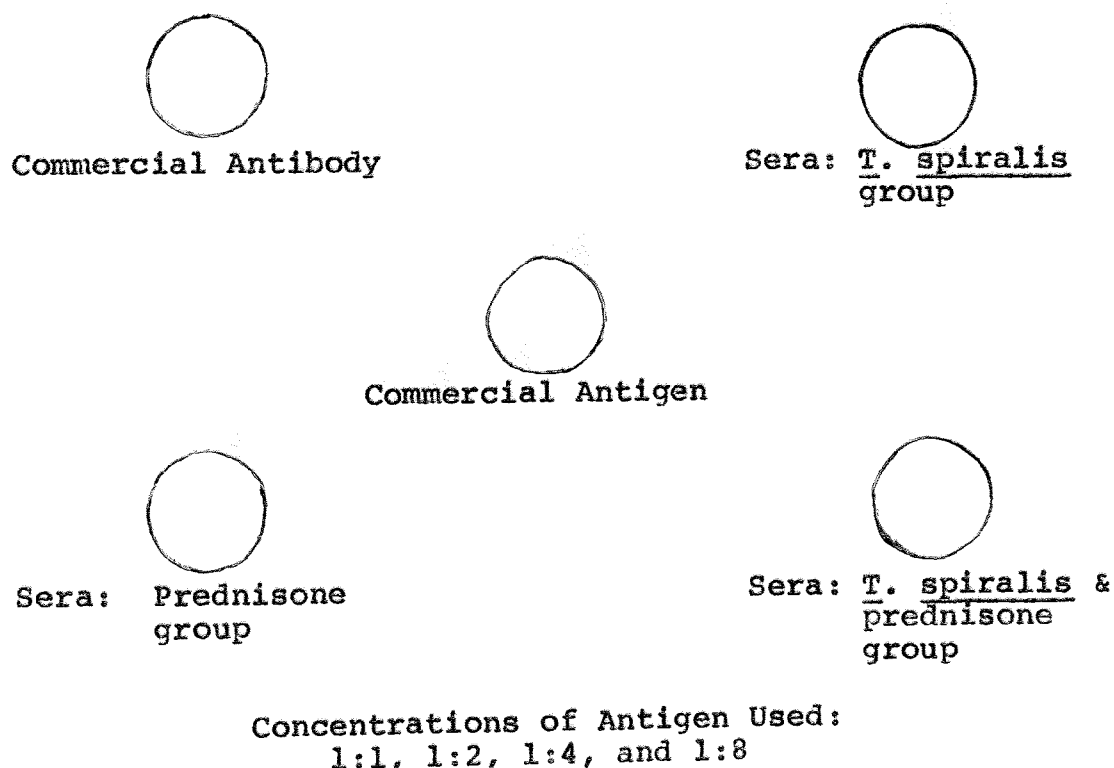 Commercial Antibody
Sera: T. spiralis
group
Commercial Antigen
Sera: Prednisone
group
Sera: T. spiralis &
prednisone
group
Concentrations of Antigen Used:
1:1, 1:2, 1:4, and 1:8